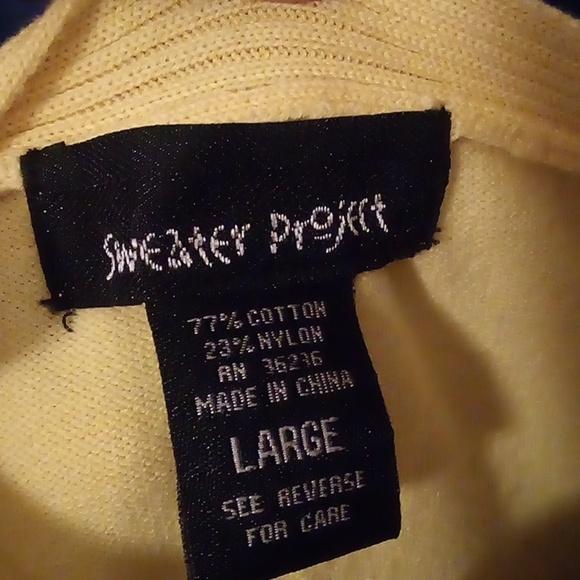 Sweater Project
77% COTTON
23% NYLON
RN 36236
MADE IN CHINA
LARGE
SEE REVERSE
FOR CARE